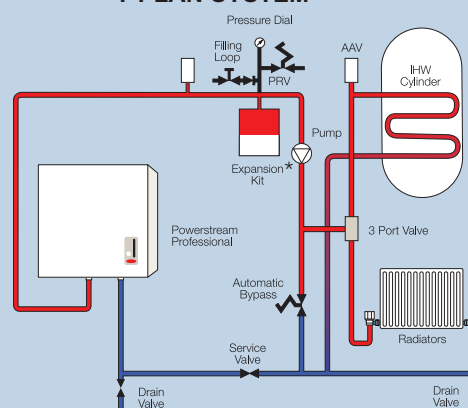 Pressure Dial
Filling
Loop
PRV
AAV
IHW
Cylinder
Pump
Expansion
Kit
*
Powerstream
Professional
3 Port Valve
Automatic
Bypass
Service
Valve
Radiators
Drain
Valve
Drain
Valve